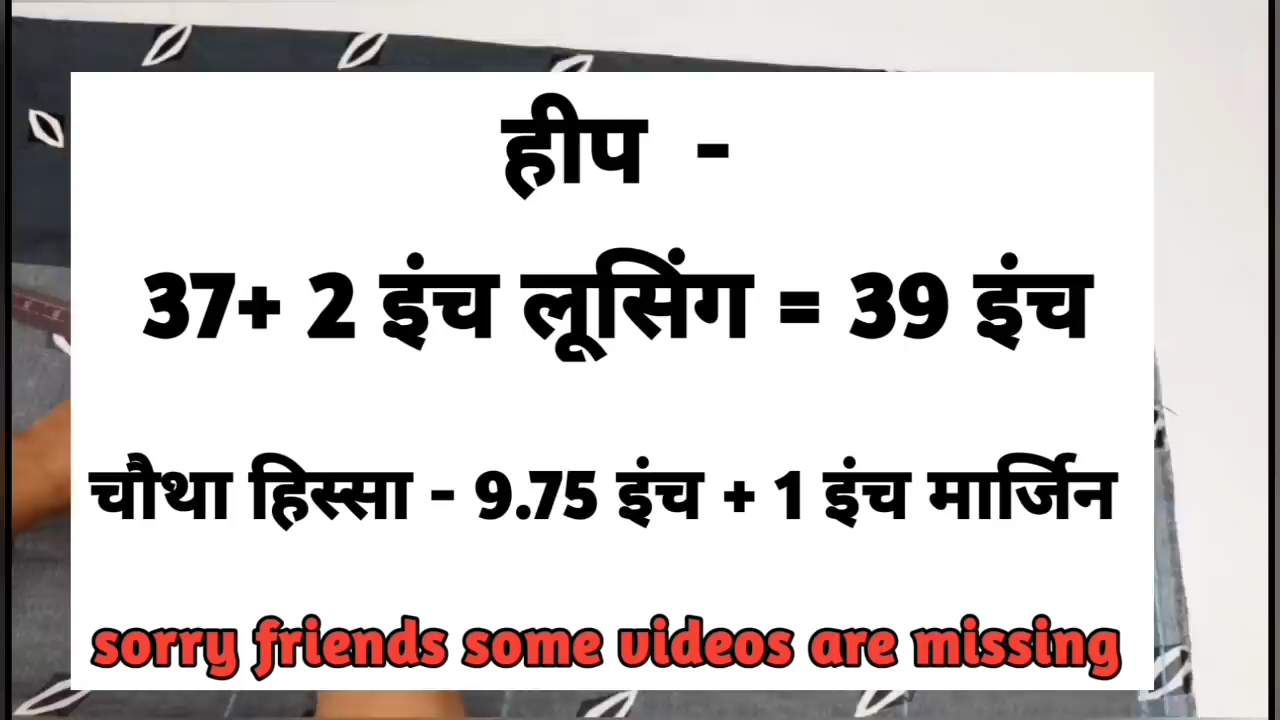 हीप -
37+ 2 इंच लूसिंग = 39 इंच
चौथा हिस्सा - 9.75 इंच + 1 इंच मार्जिन
sorry friends some videos are missing